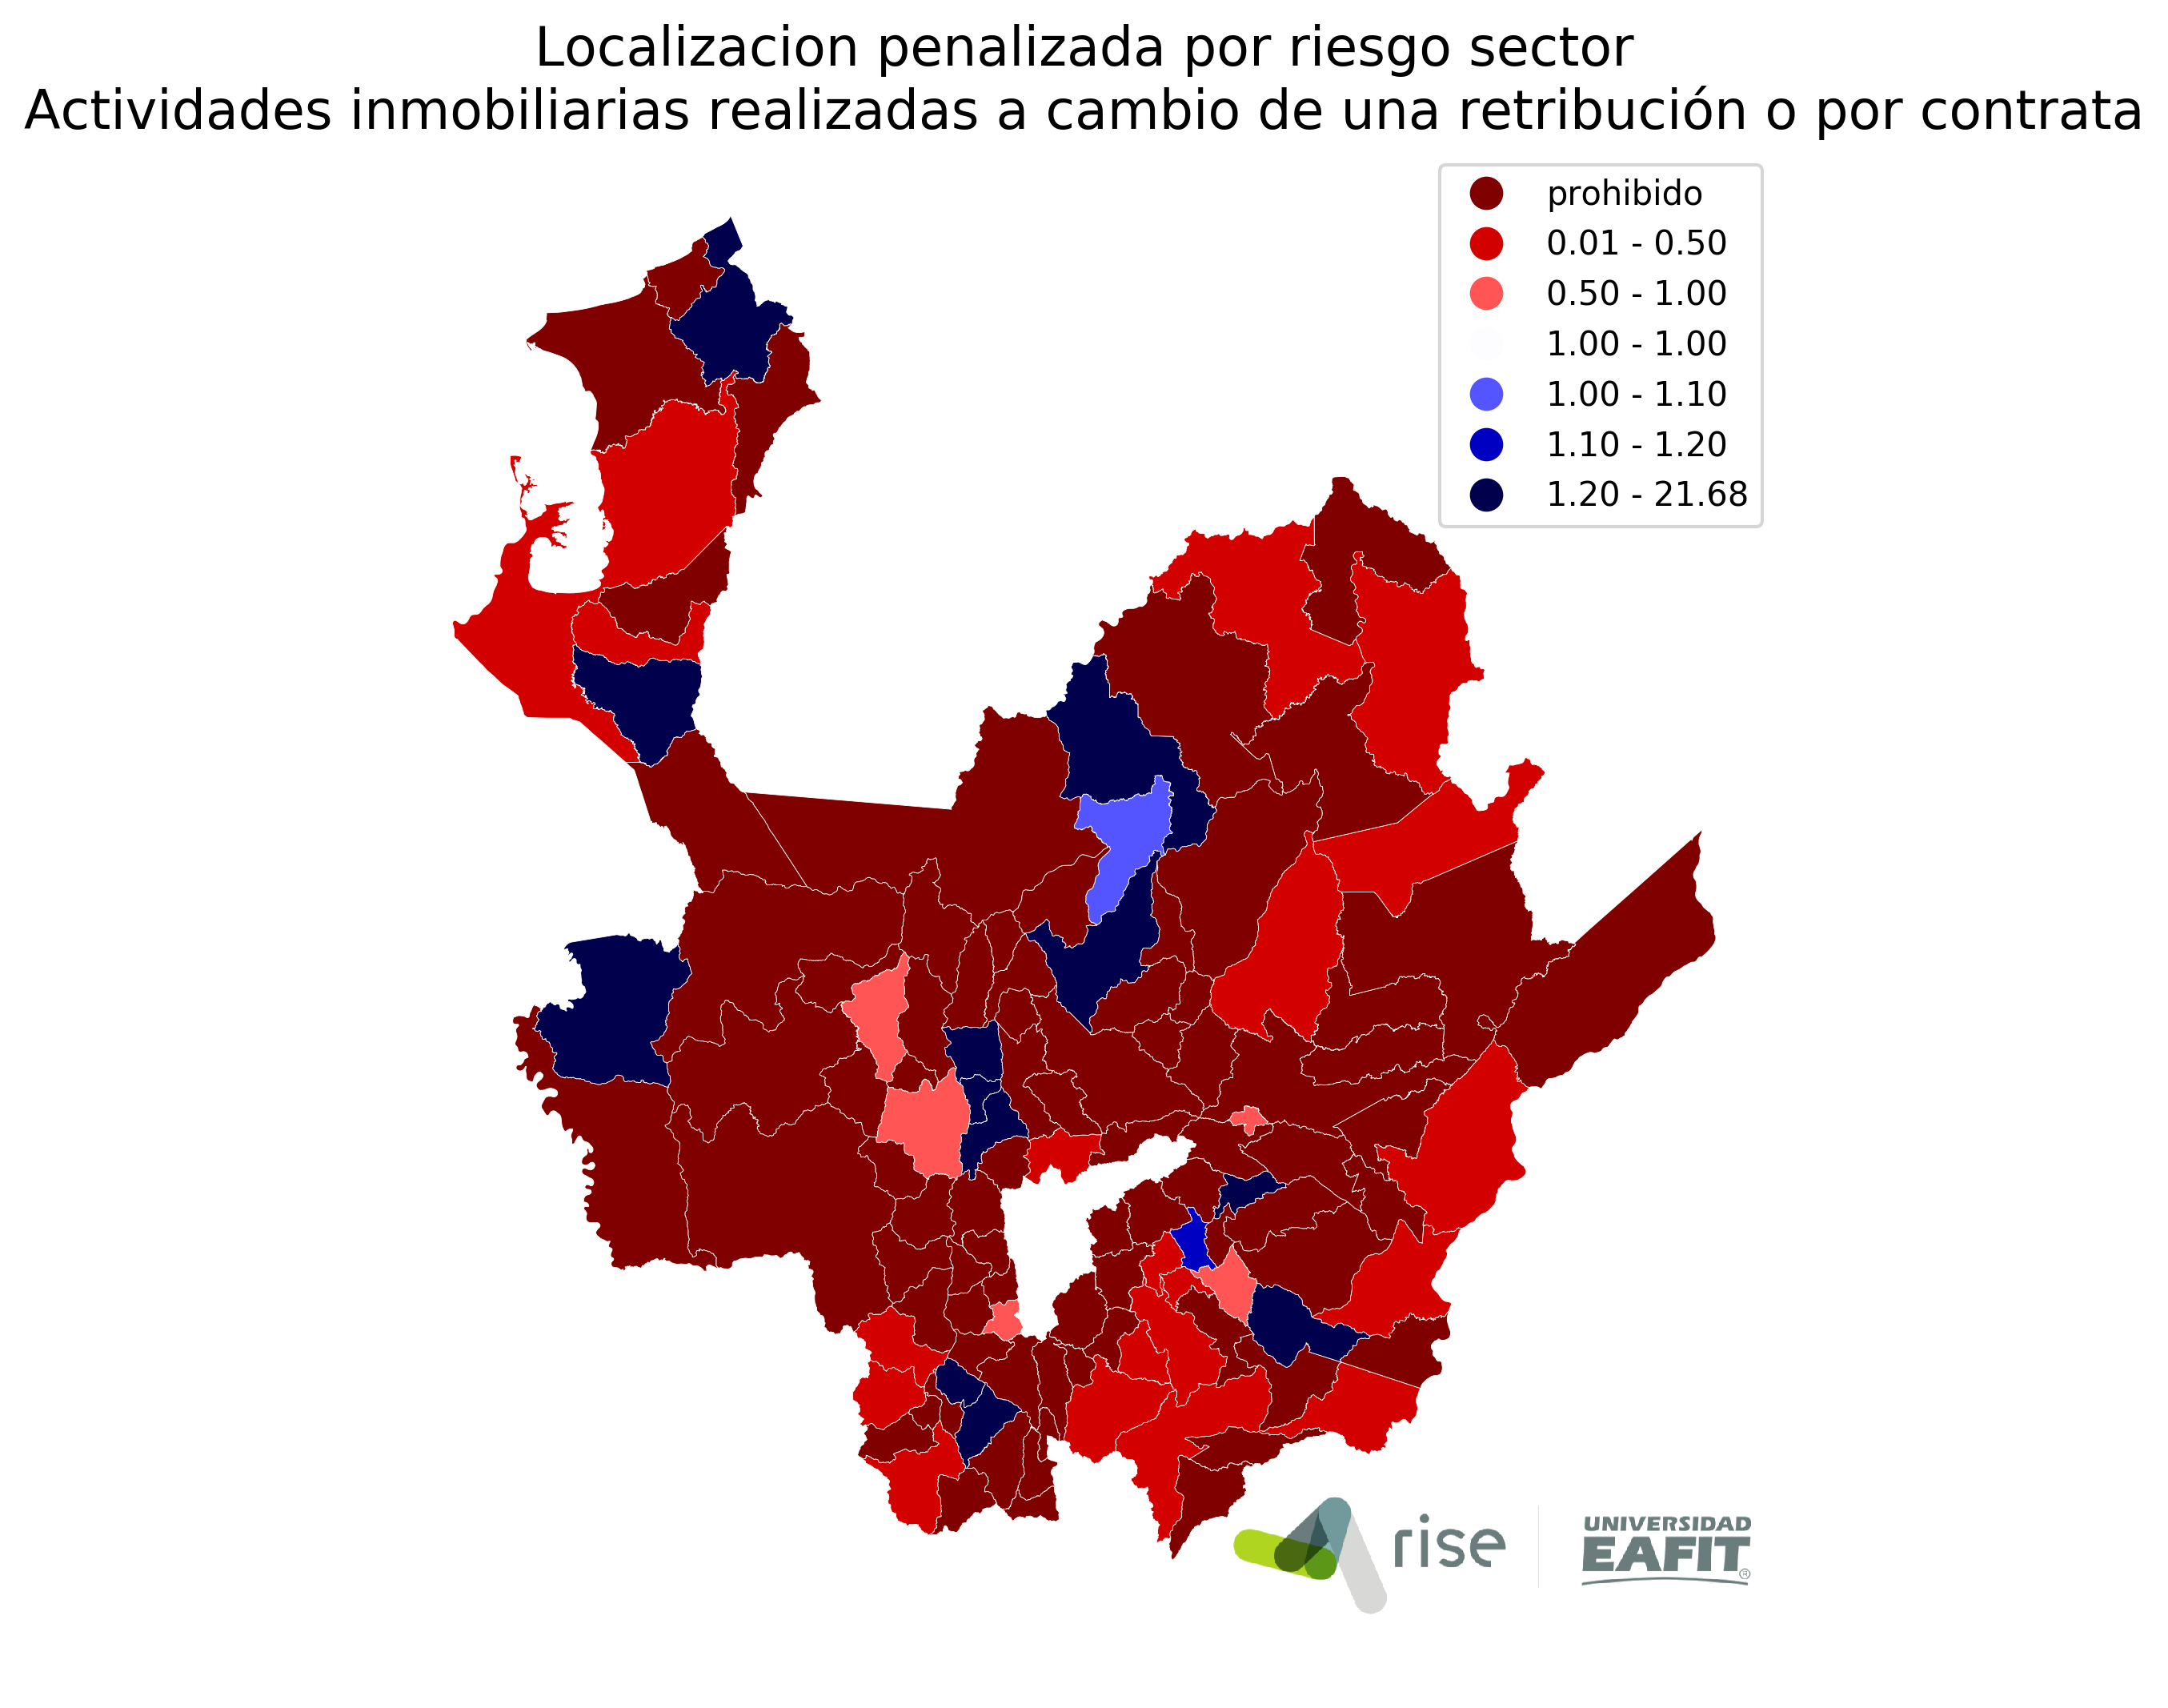 Localizacion penalizada por riesgo sector
Actividades inmobiliarias realizadas a cambio de una retribución o por contrata
prohibido
0.01 - 0.50
0.50 - 1.00
1.00 - 1.00
1.00 - 1.10
1.10 - 1.20
1.20 - 21.68
rise
UNIVERSIDAD
EAFIT®